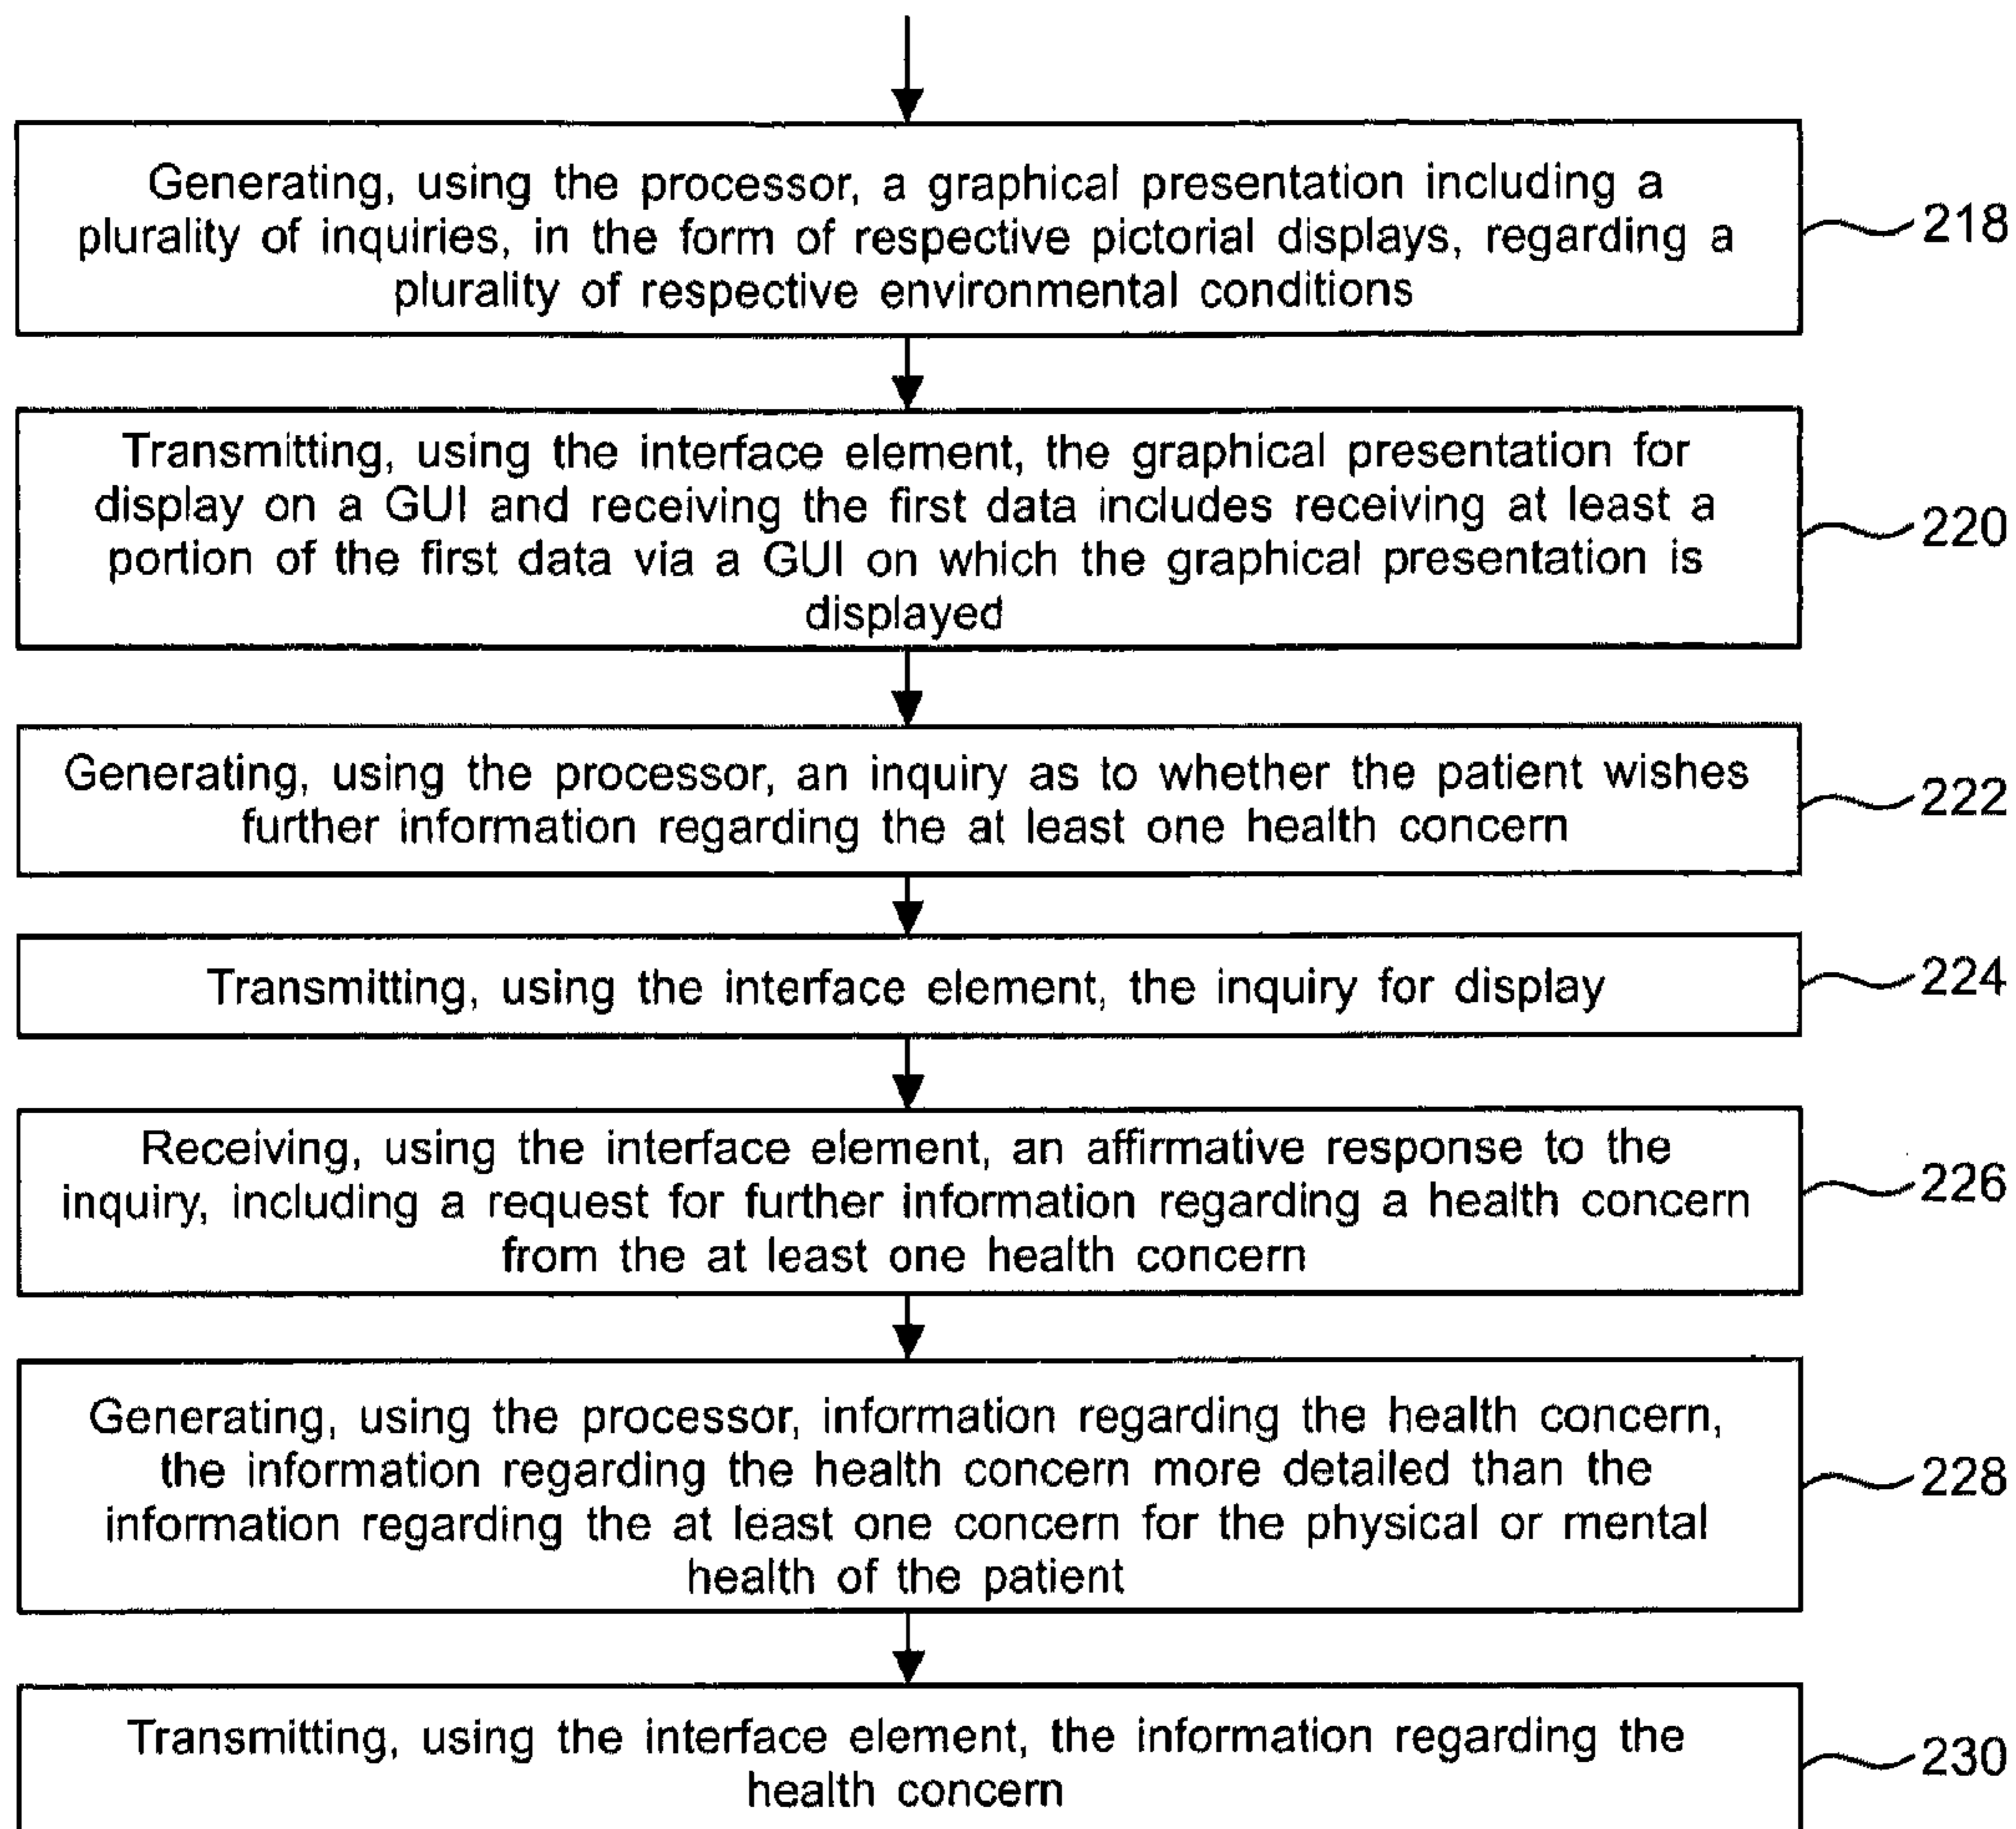 Generating, using the processor, a graphical presentation including a
plurality of inquiries, in the form of respective pictorial displays, regarding a
plurality of respective environmental conditions
218
Transmitting, using the interface element, the graphical presentation for
display on a GUI and receiving the first data includes receiving at least a
portion of the first data via a GUI on which the graphical presentation is
displayed
220
Generating, using the processor, an inquiry as to whether the patient wishes
further information regarding the at least one health concern
222
Transmitting, using the interface element, the inquiry for display
224
Receiving, using the interface element, an affirmative response to the
inquiry, including a request for further information regarding a health concern
from the at least one health concern
226
Generating, using the processor, information regarding the health concern,
the information regarding the health concern more detailed than the
information regarding the at least one concern for the physical or mental
health of the patient
228
Transmitting, using the interface element, the information regarding the
health concern
230